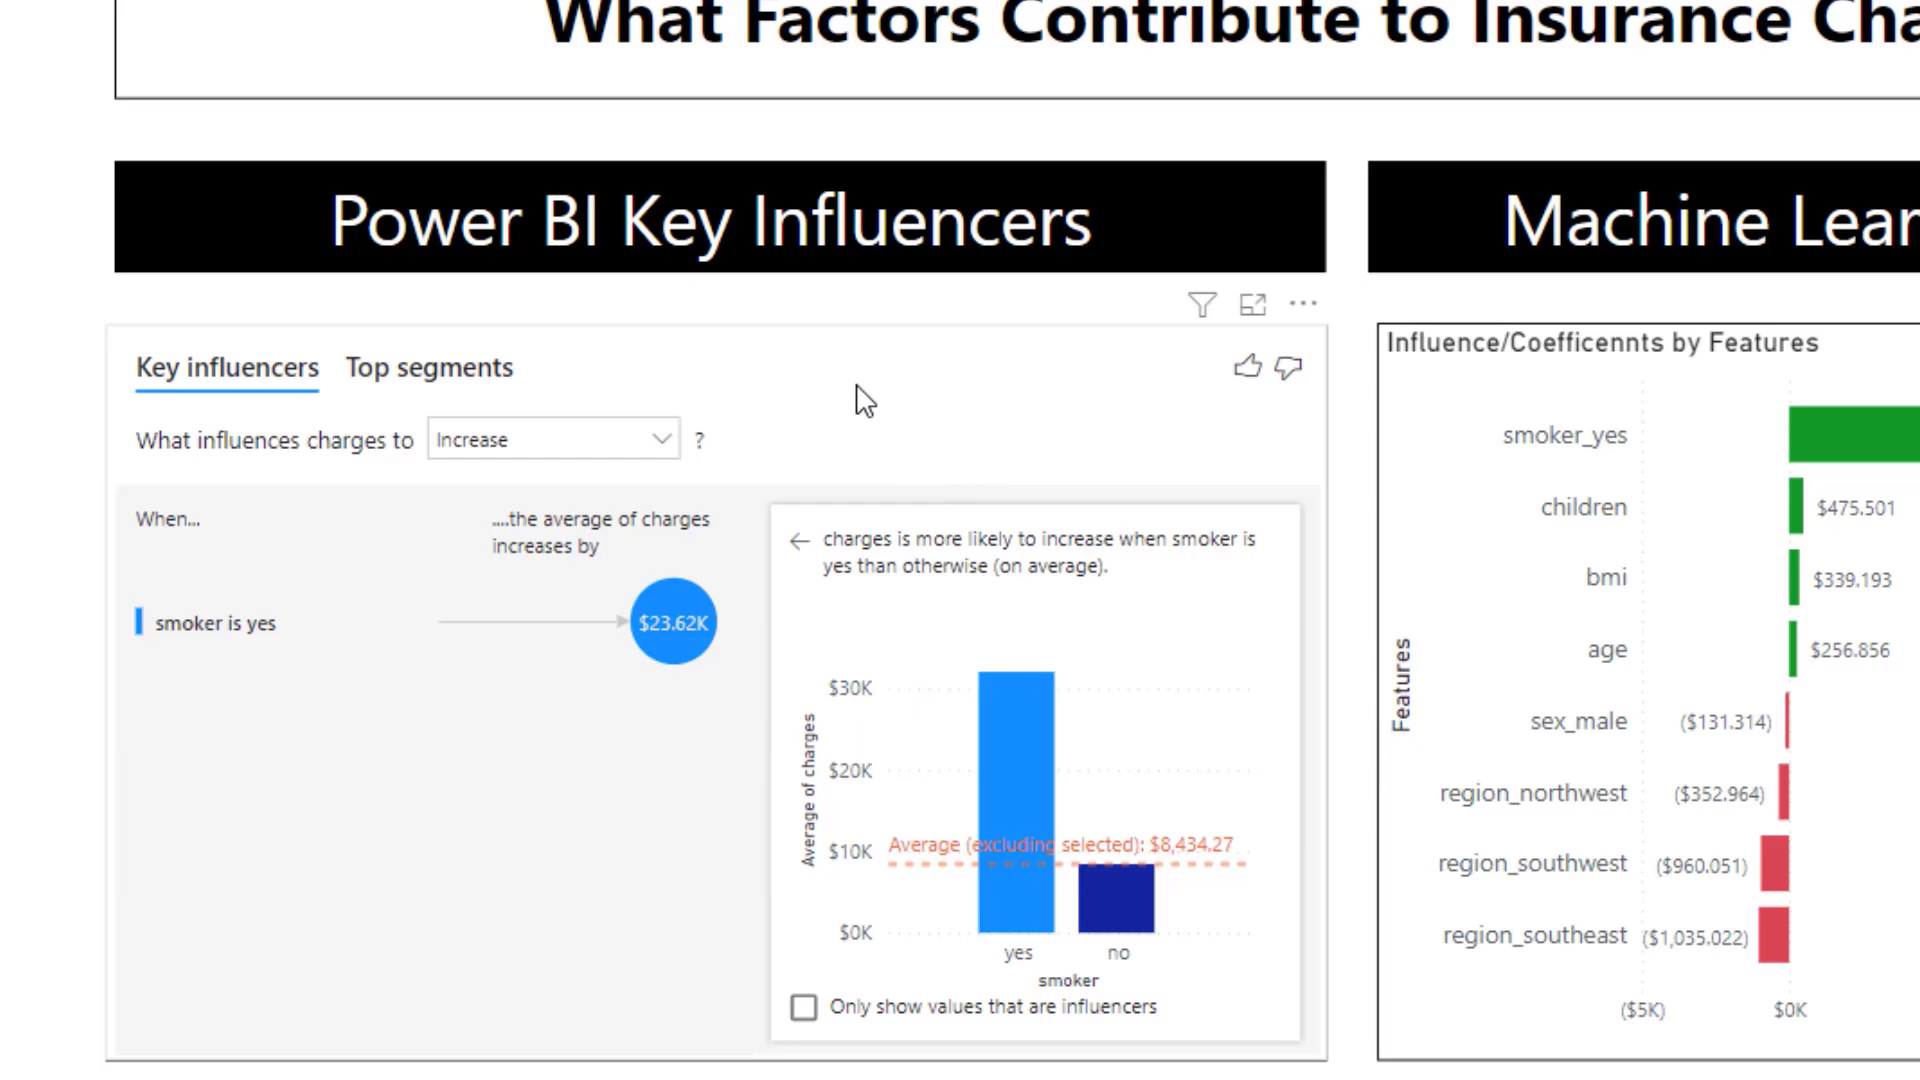 What Factors Contribute to Insurance Cha
Power BI Key Influencers
Machine Lear
Key influencers Top segments
What influences charges to Increase ?
When...
....the average of charges
increases by
smoker is yes
$23.62K
charges is more likely to increase when smoker is
yes than otherwise (on average).
Average of charges
$30K
$20K
$10K
$0K
Average (excluding selected): $8,434.27
yes no
smoker
Only show values that are influencers
Influence/Coefficennts by Features
Features
smoker_yes
children $475.501
bmi $339.193
age $256.856
sex_male ($131.314)
region_northwest ($352.964)
region_southwest ($960.051)
region_southeast ($1,035.022)
($5K) $0K